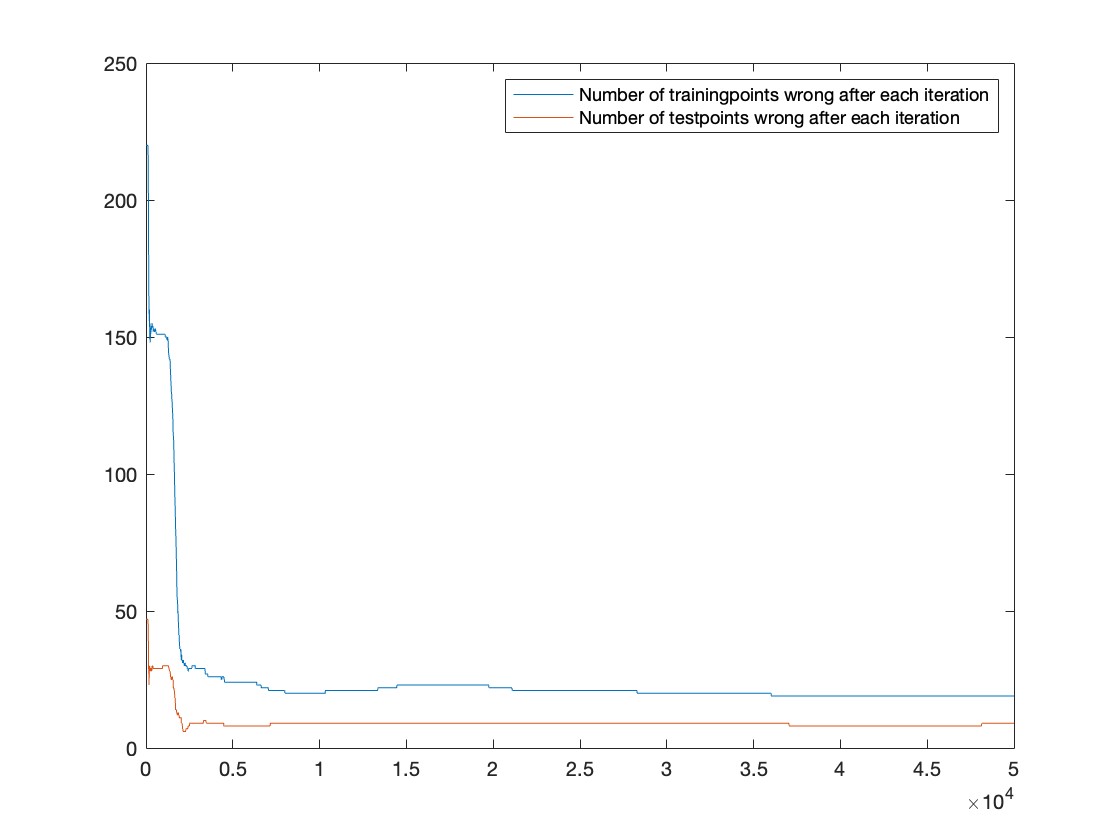 250
Number of trainingpoints wrong after each iteration
Number of testpoints wrong after each iteration
200
150
100
50
0
0 0.5 1 1.5 2 2.5 3 3.5 4 4.5 5
×10^4